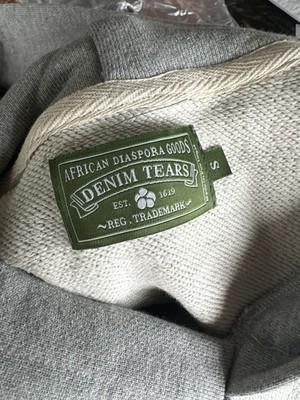 AFRICAN DIASPORA GOODS
DENIM TEARS
EST. 1619
~REG. TRADEMARK~
S